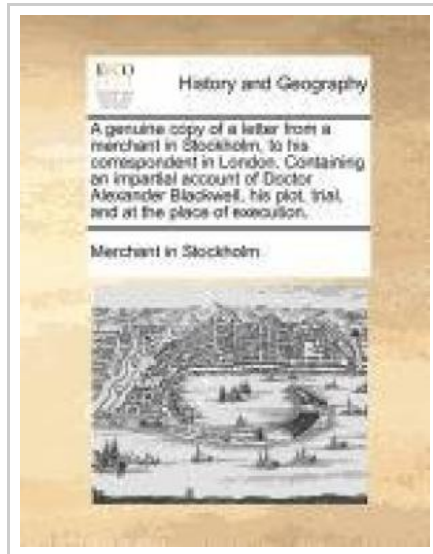 ECCO
History and Geography
A genuine copy of a letter from a
merchant in Stockholm, to his
correspondent in London. Containing
an impartial account of Doctor
Alexander Blackwell, his plot, trial,
and at the place of execution.
Merchant in Stockholm